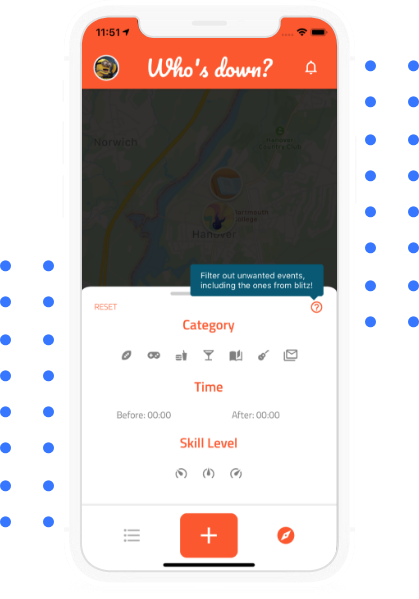 11:51
Who's down?
Norwich
Hanover
Filter out unwanted events,
including the ones from blitz!
RESET
Category
Time
Before: 00:00
After: 00:00
Skill Level